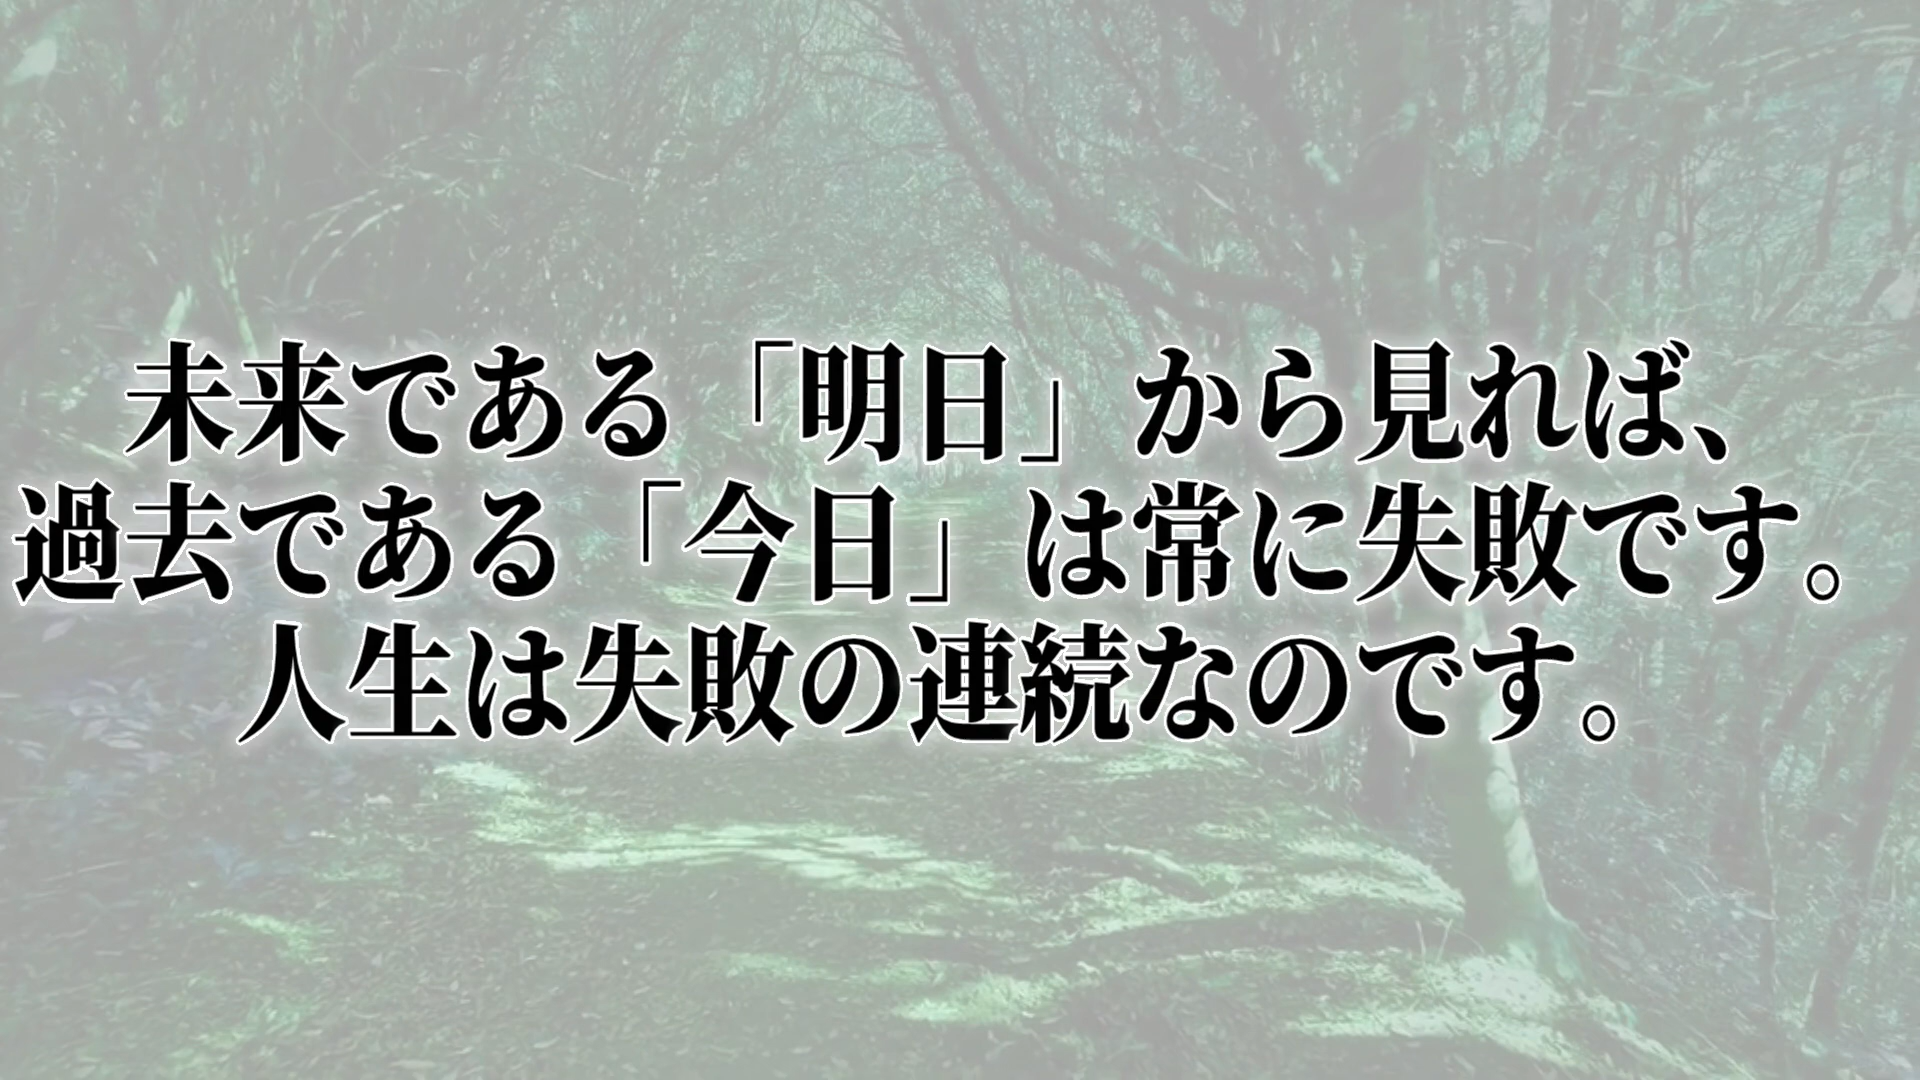 未来である「明日」から見れば、
過去である「今日」は常に失敗です。
人生は失敗の連続なのです。